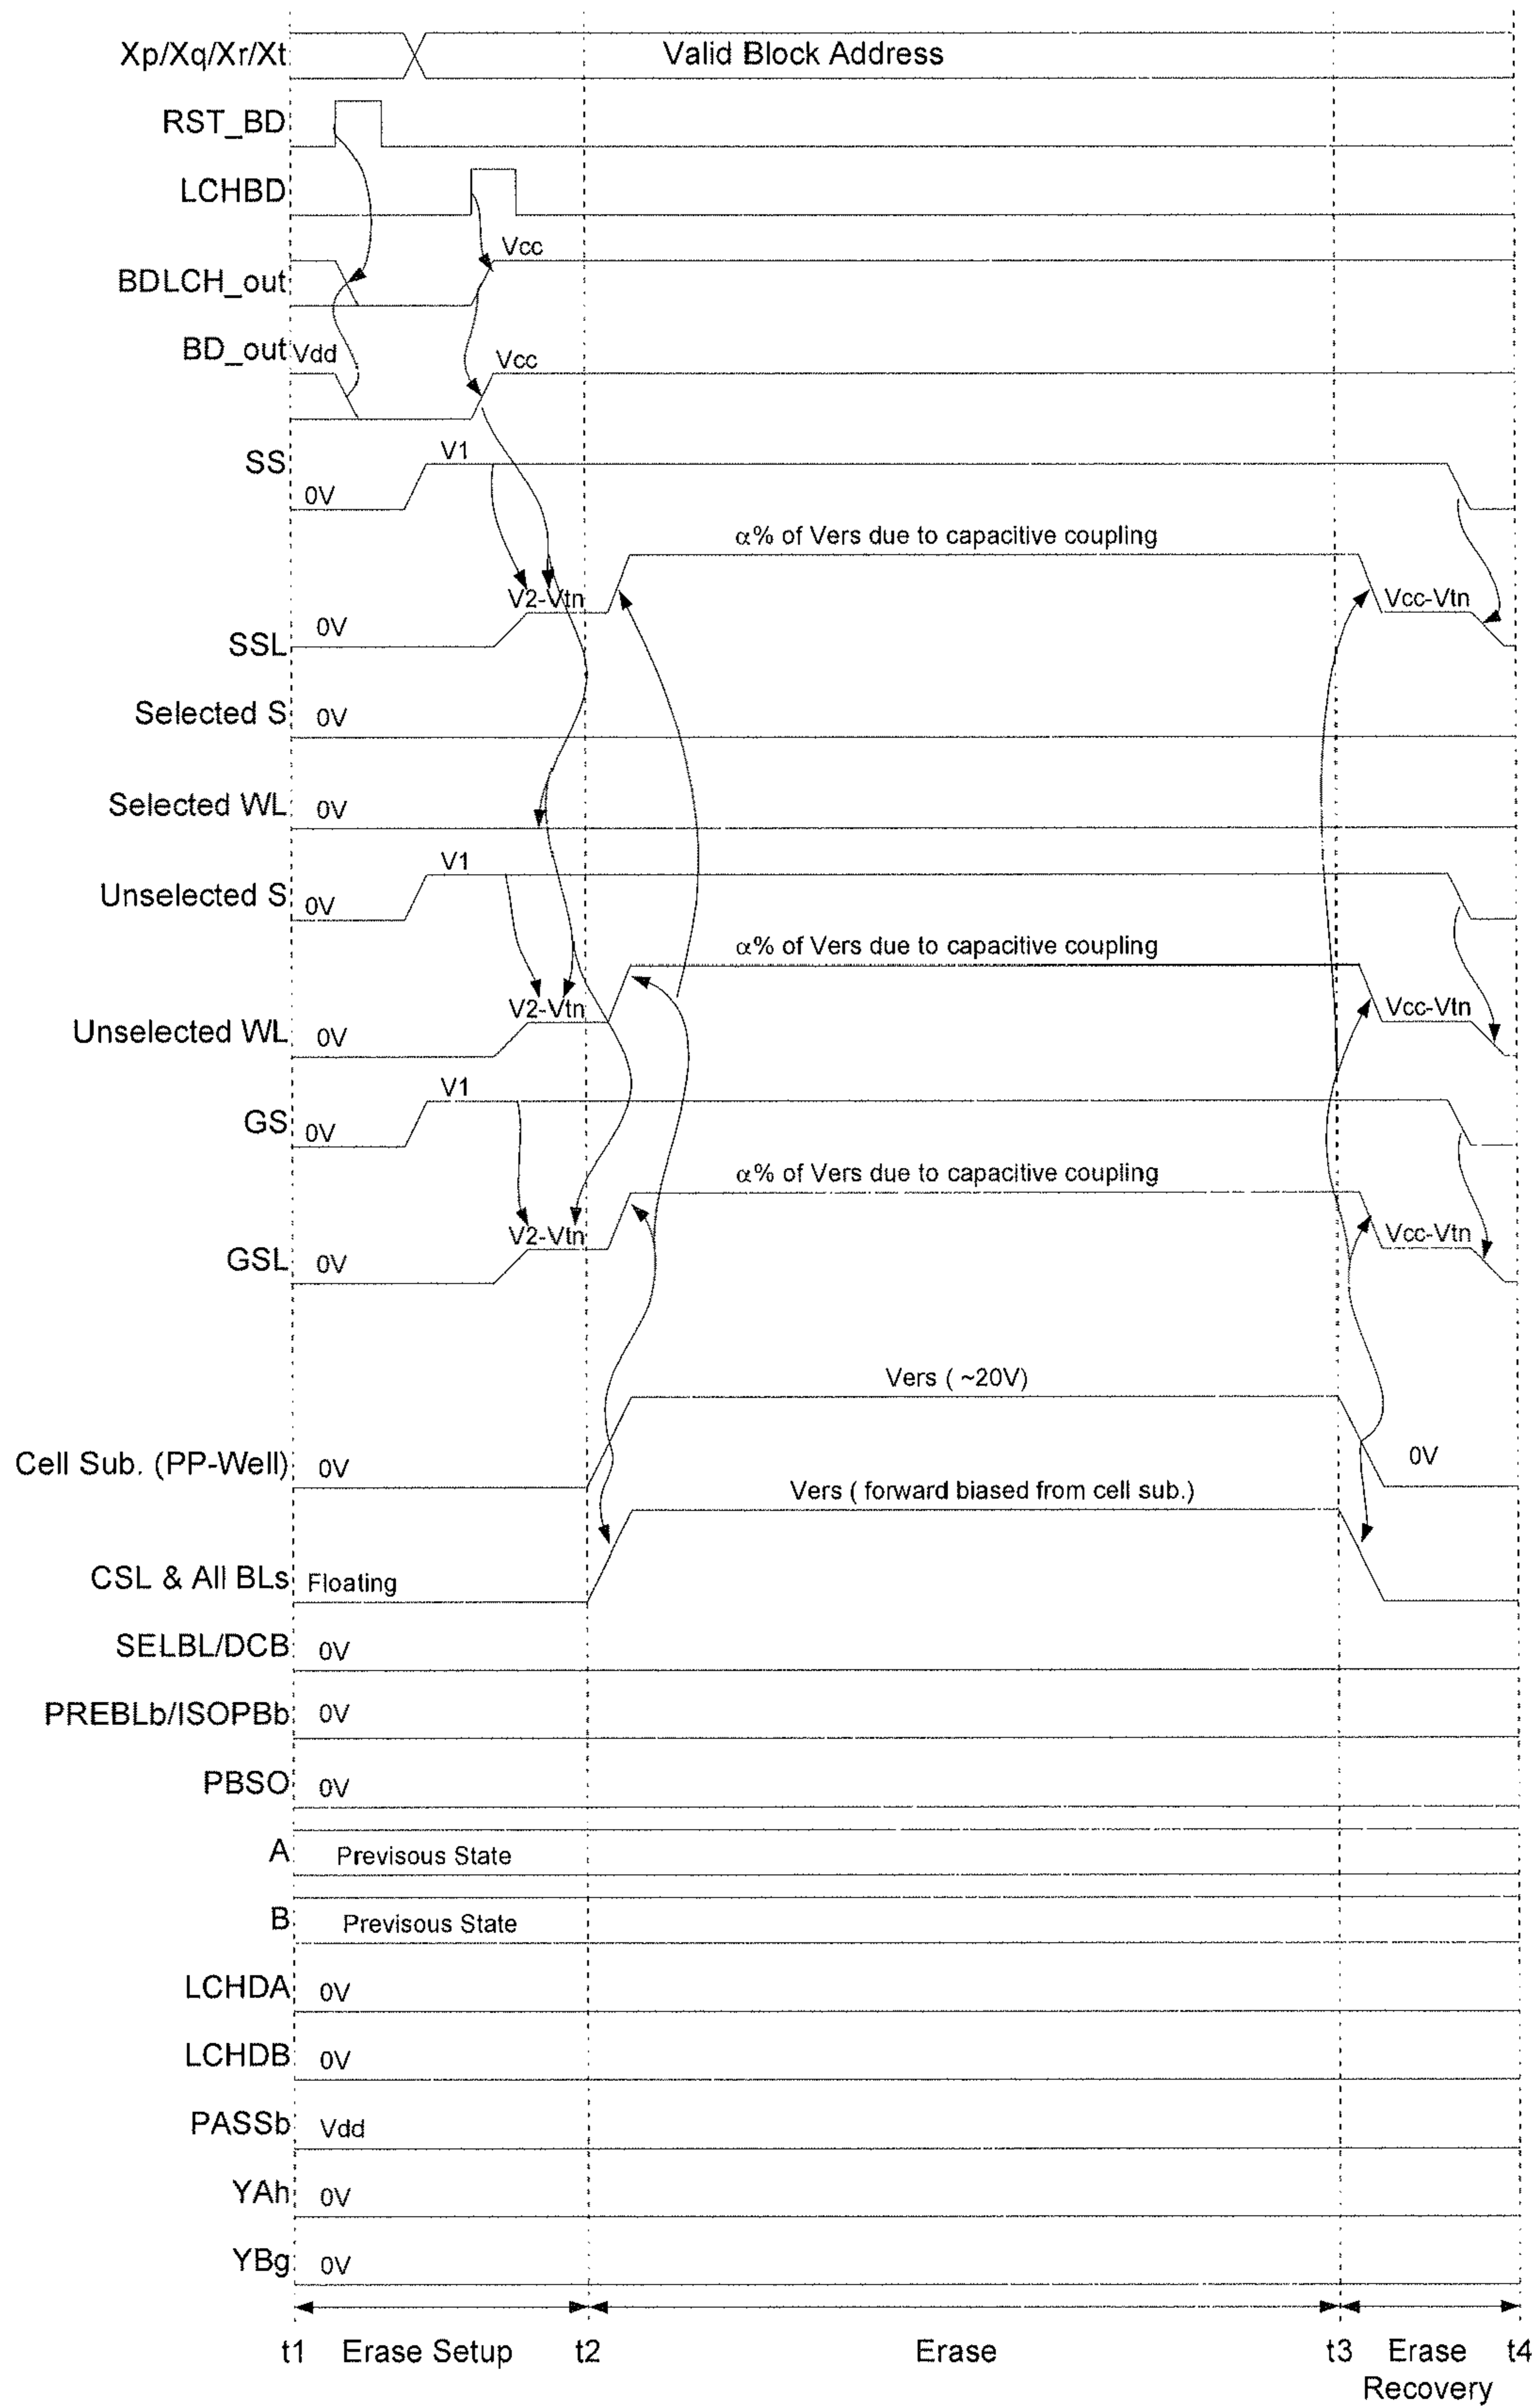 Xp/Xq/Xr/Xt
Valid Block Address
RST_BD
LCHBD
Vcc
BDLCH_out
BD_out
Vdd
Vcc
SS
V1
0V
α% of Vers due to capacitive coupling
V2-Vtn
Vcc-Vtn
SSL
0V
Selected S
0V
Selected WL
0V
V1
Unselected S
0V
α% of Vers due to capacitive coupling
V2-Vtn
Vcc-Vtn
Unselected WL
0V
V1
GS
0V
α% of Vers due to capacitive coupling
V2-Vtn
Vcc-Vtn
GSL
0V
Vers ( ~20V)
Cell Sub. (PP-Well)
0V
0V
Vers ( forward biased from cell sub.)
CSL & All BLs
Floating
SELBL/DCB
0V
PREBLb/ISOPBb
0V
PBSO
0V
A
Previsous State
B
Previsous State
LCHDA
0V
LCHDB
0V
PASSb
Vdd
YAh
0V
YBg
0V
t1
Erase Setup
t2
Erase
t3
Erase
Recovery
t4